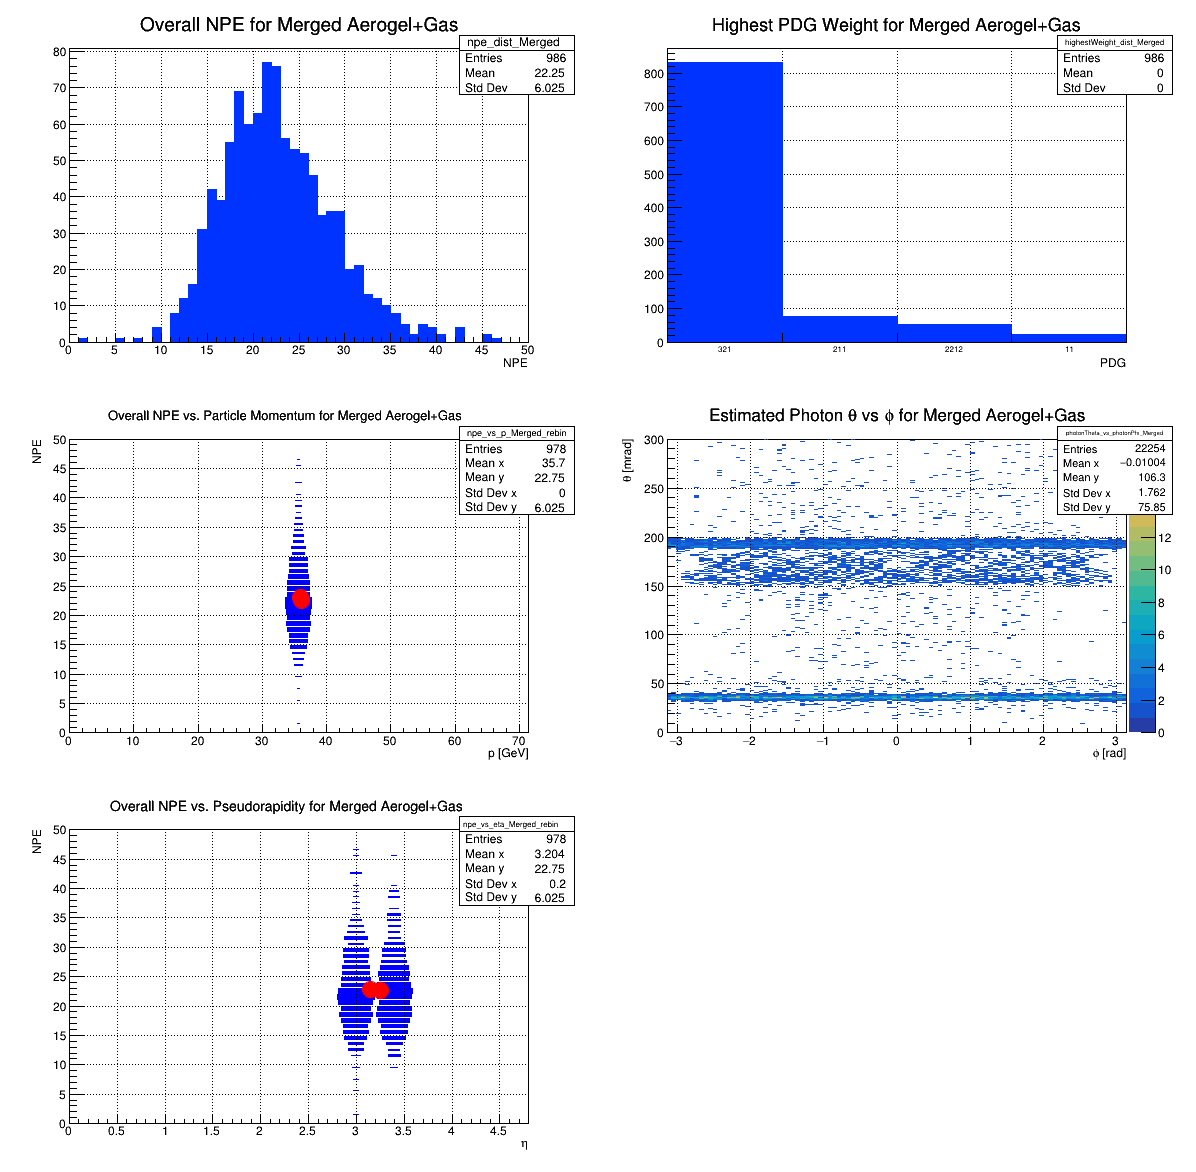 Overall NPE for Merged Aerogel+Gas
npe_dist_Merged
Entries 986
Mean 22.25
Std Dev 6.025
80
70
60
50
40
30
20
10
0
0 5 10 15 20 25 30 35 40 45 50
NPE
Highest PDG Weight for Merged Aerogel+Gas
highestWeight_dist_Merged
Entries 986
Mean 0
Std Dev 0
800
700
600
500
400
300
200
100
0
321 211 2212 11
PDG
Overall NPE vs. Particle Momentum for Merged Aerogel+Gas
npe_vs_p_Merged_rebin
Entries 978
Mean x 35.7
Mean y 22.75
Std Dev x 0
Std Dev y 6.025
NPE
50
45
40
35
30
25
20
15
10
5
0
0 10 20 30 40 50 60 70
p [GeV]
Estimated Photon θ vs ϕ for Merged Aerogel+Gas
photonTheta_vs_photonPhi_Merged
Entries 22254
Mean x −0.01004
Mean y 106.3
Std Dev x 1.762
Std Dev y 75.85
θ [mrad]
300
250
200
150
100
50
0
−3 −2 −1 0 1 2 3
ϕ [rad]
12
10
8
6
4
2
0
Overall NPE vs. Pseudorapidity for Merged Aerogel+Gas
npe_vs_eta_Merged_rebin
Entries 978
Mean x 3.204
Mean y 22.75
Std Dev x 0.2
Std Dev y 6.025
NPE
50
45
40
35
30
25
20
15
10
5
0
0 0.5 1 1.5 2 2.5 3 3.5 4 4.5
η